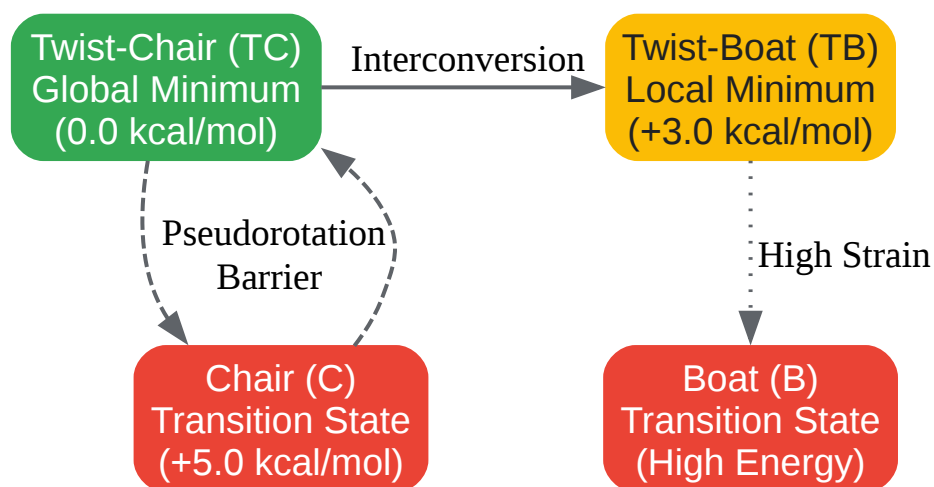 Twist-Chair (TC)
Global Minimum
(0.0 kcal/mol)
Interconversion
Twist-Boat (TB)
Local Minimum
(+3.0 kcal/mol)
Pseudorotation
Barrier
High Strain
Chair (C)
Transition State
(+5.0 kcal/mol)
Boat (B)
Transition State
(High Energy)